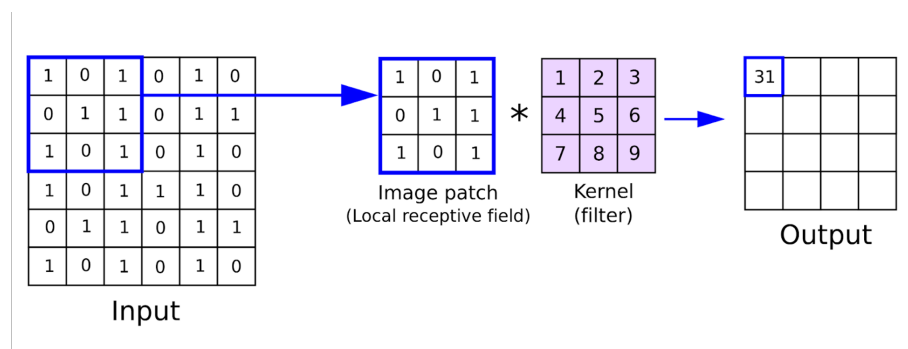 1 0 1 0 1 0
0 1 1 0 1 1
1 0 1 0 1 0
1 0 1 1 1 0
0 1 1 0 1 1
1 0 1 0 1 0
Input
1 0 1
0 1 1
1 0 1
Image patch
(Local receptive field)
*
1 2 3
4 5 6
7 8 9
Kernel
(filter)
31
Output